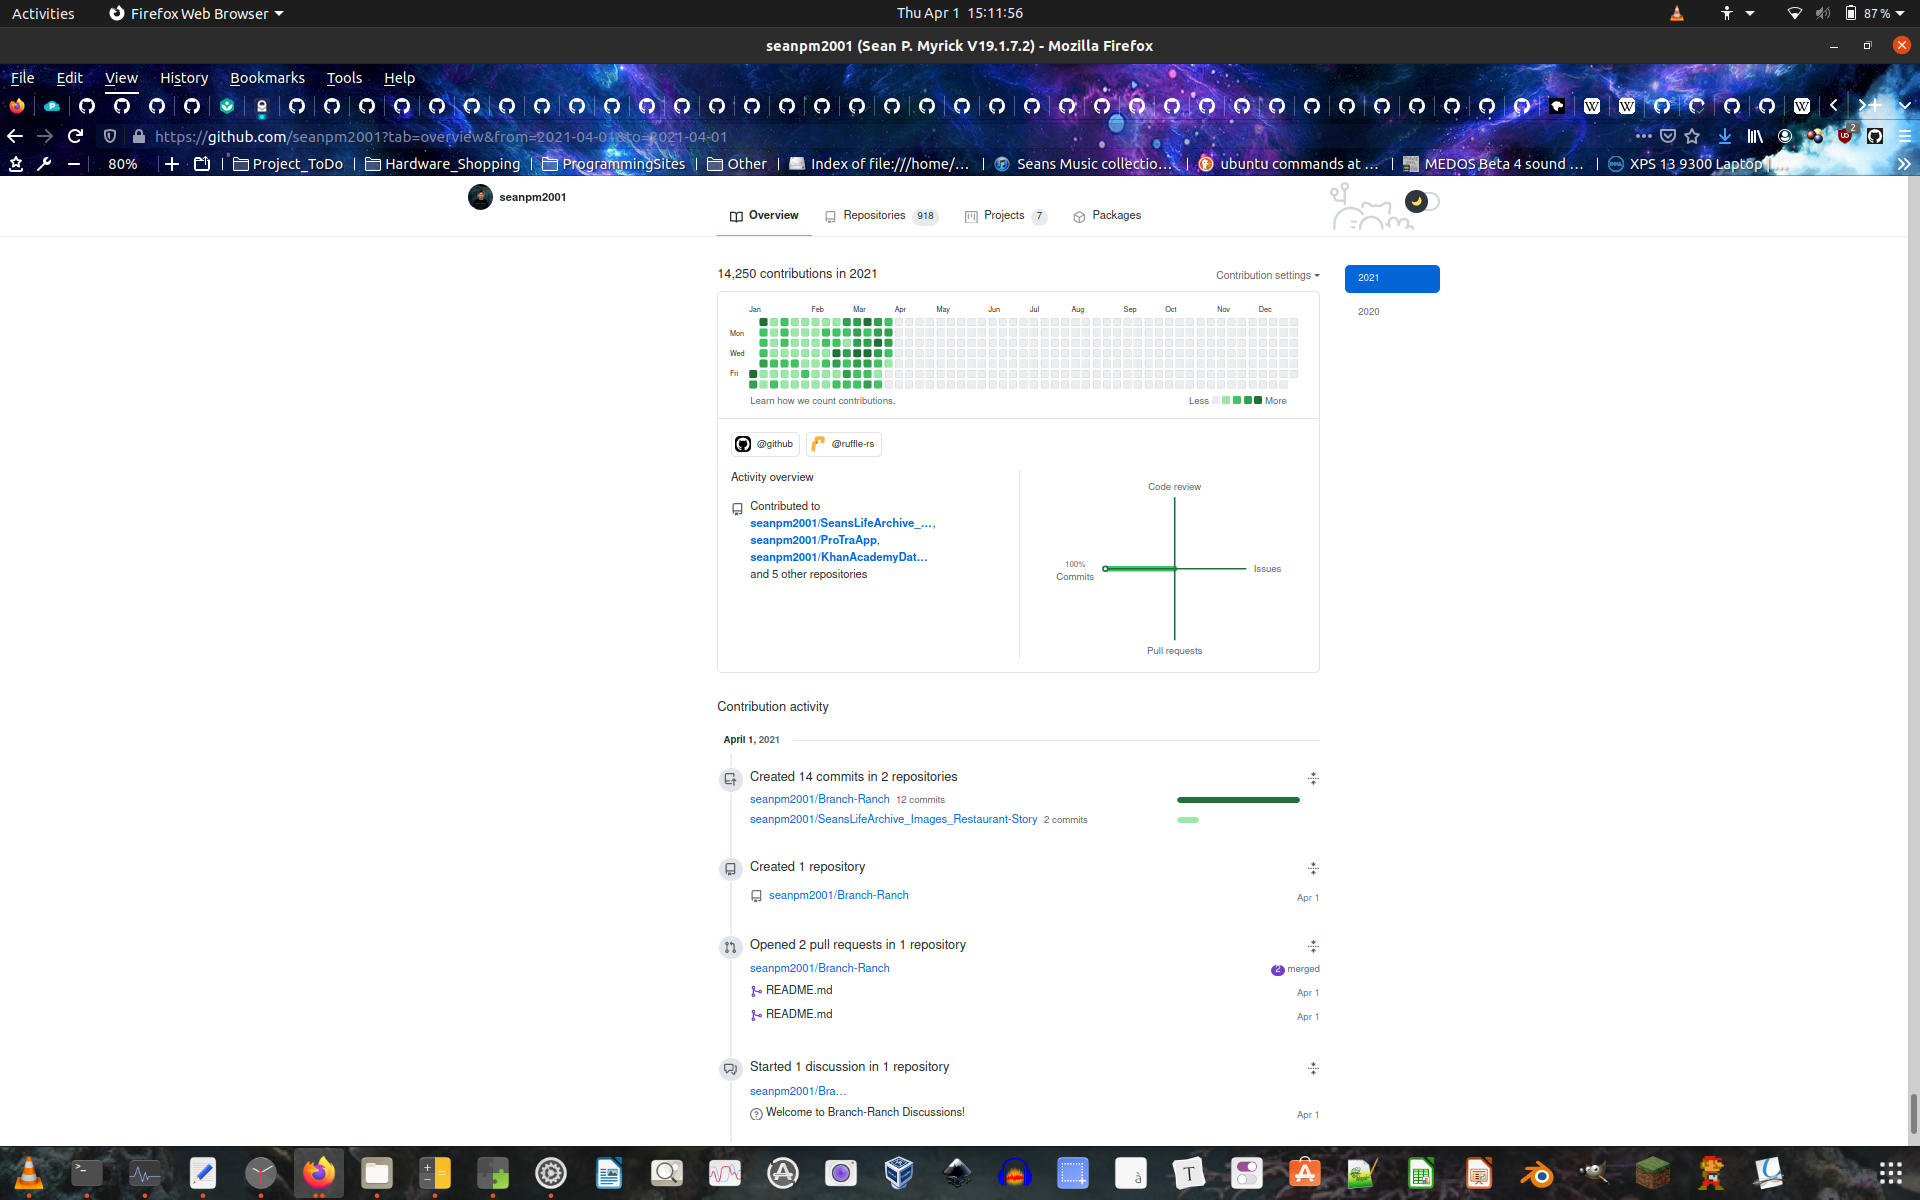 Activities Firefox Web Browser Thu Apr 1 15:11:56 87 %
seanpm2001 (Sean P. Myrick V19.1.7.2) - Mozilla Firefox
File Edit View History Bookmarks Tools Help
https://github.com/seanpm2001?tab=overview&from=2021-04-01&to=2021-04-01 2
80% Project_ToDo Hardware_Shopping ProgrammingSites Other Index of file:///home/... Seans Music collectio... ubuntu commands at ... MEDOS Beta 4 sound ... XPS 13 9300 Laptop
seanpm2001
Overview Repositories 918 Projects 7 Packages
14,250 contributions in 2021 Contribution settings
2021
2020
Jan Feb Mar Apr May Jun Jul Aug Sep Oct Nov Dec
Mon
Wed
Fri
Learn how we count contributions. Less More
@github @ruffle-rs
Activity overview
Contributed to
seanpm2001/SeansLifeArchive_...,
seanpm2001/ProTraApp,
seanpm2001/KhanAcademyDat...
and 5 other repositories
Code review
100%
Commits
Issues
Pull requests
Contribution activity
April 1, 2021
Created 14 commits in 2 repositories
seanpm2001/Branch-Ranch 12 commits
seanpm2001/SeansLifeArchive_Images_Restaurant-Story 2 commits
Created 1 repository
seanpm2001/Branch-Ranch Apr 1
Opened 2 pull requests in 1 repository
seanpm2001/Branch-Ranch 2 merged
README.md Apr 1
README.md Apr 1
Started 1 discussion in 1 repository
seanpm2001/Bra...
Welcome to Branch-Ranch Discussions! Apr 1